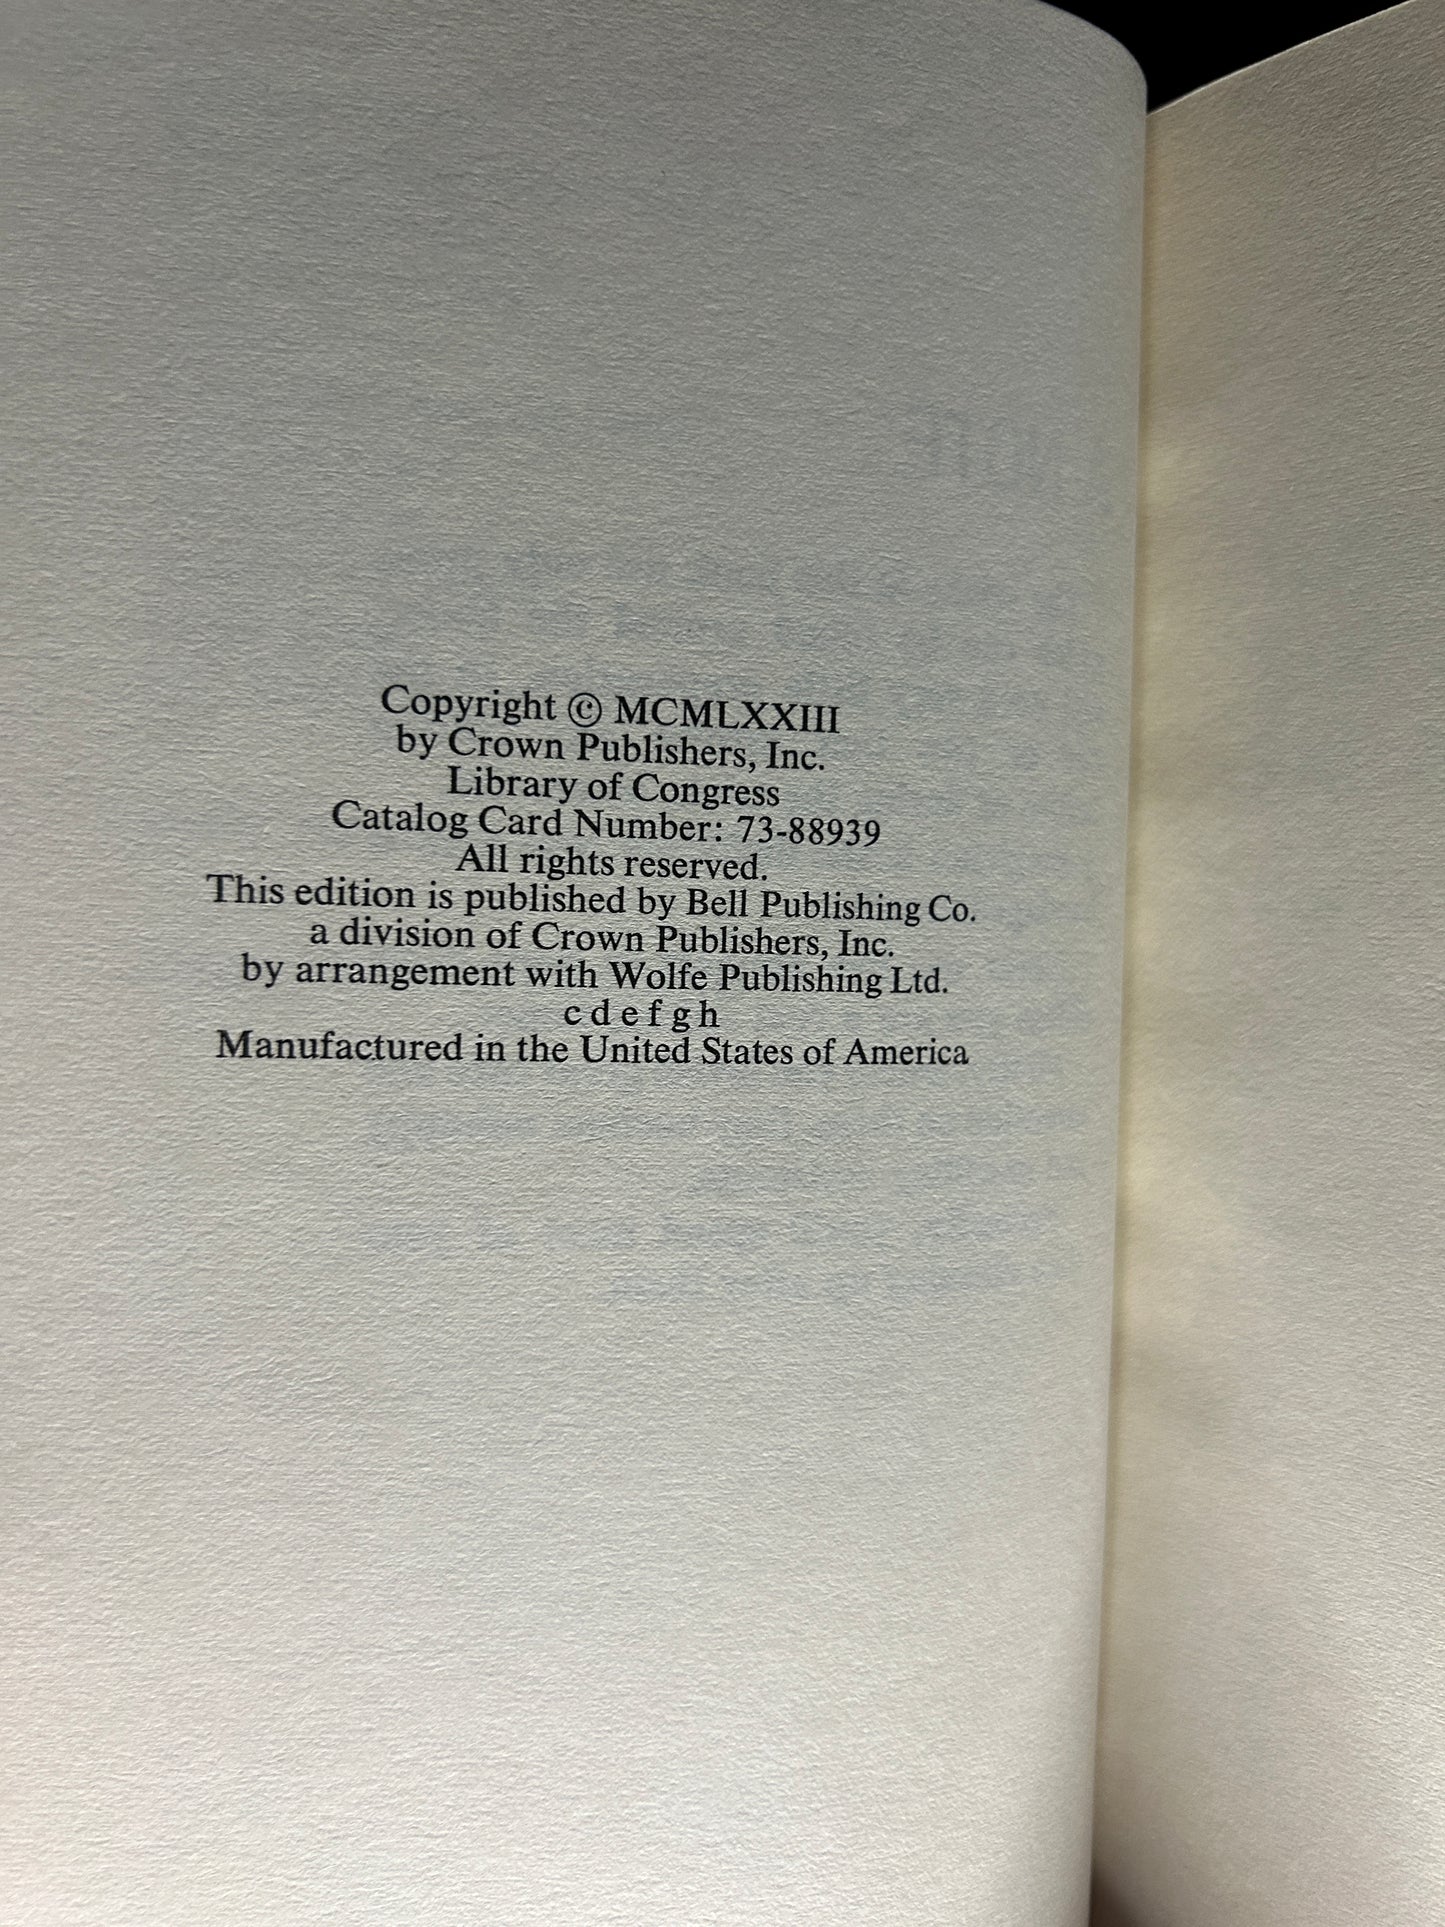 Copyright © MCMLXXIII
by Crown Publishers, Inc.
Library of Congress
Catalog Card Number: 73-88939
All rights reserved.
This edition is published by Bell Publishing Co.
a division of Crown Publishers, Inc.
by arrangement with Wolfe Publishing Ltd.
c d e f g h
Manufactured in the United States of America